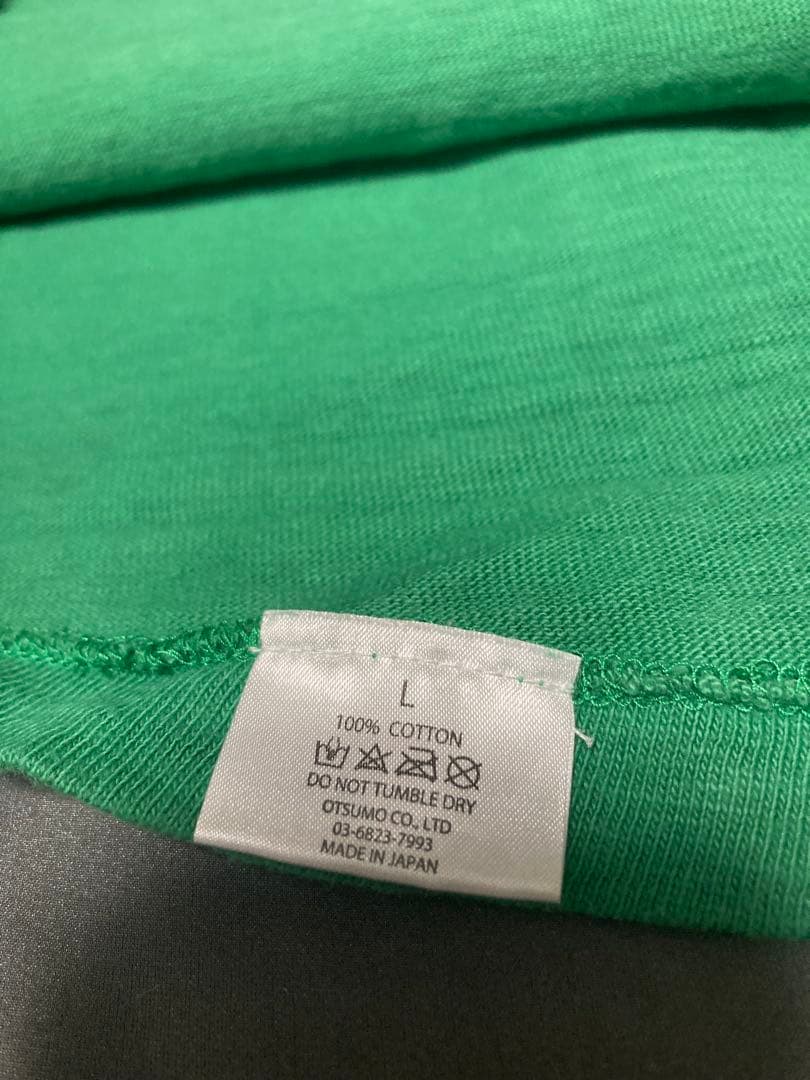 L
100% COTTON
DO NOT TUMBLE DRY
OTSUMO CO., LTD
03-6823-7993
MADE IN JAPAN